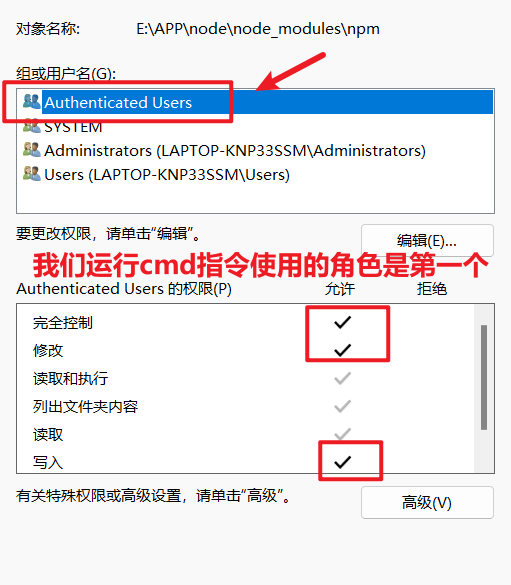 对象名称: E:\APP\node\node_modules\npm
组或用户名(G):
Authenticated Users
SYSTEM
Administrators (LAPTOP-KNP33SSM\Administrators)
Users (LAPTOP-KNP33SSM\Users)
要更改权限，请单击"编辑"。
编辑(E)...
我们运行cmd指令使用的角色是第一个
Authenticated Users 的权限(P) 允许 拒绝
完全控制
修改
读取和执行
列出文件夹内容
读取
写入
有关特殊权限或高级设置，请单击"高级"。
高级(V)